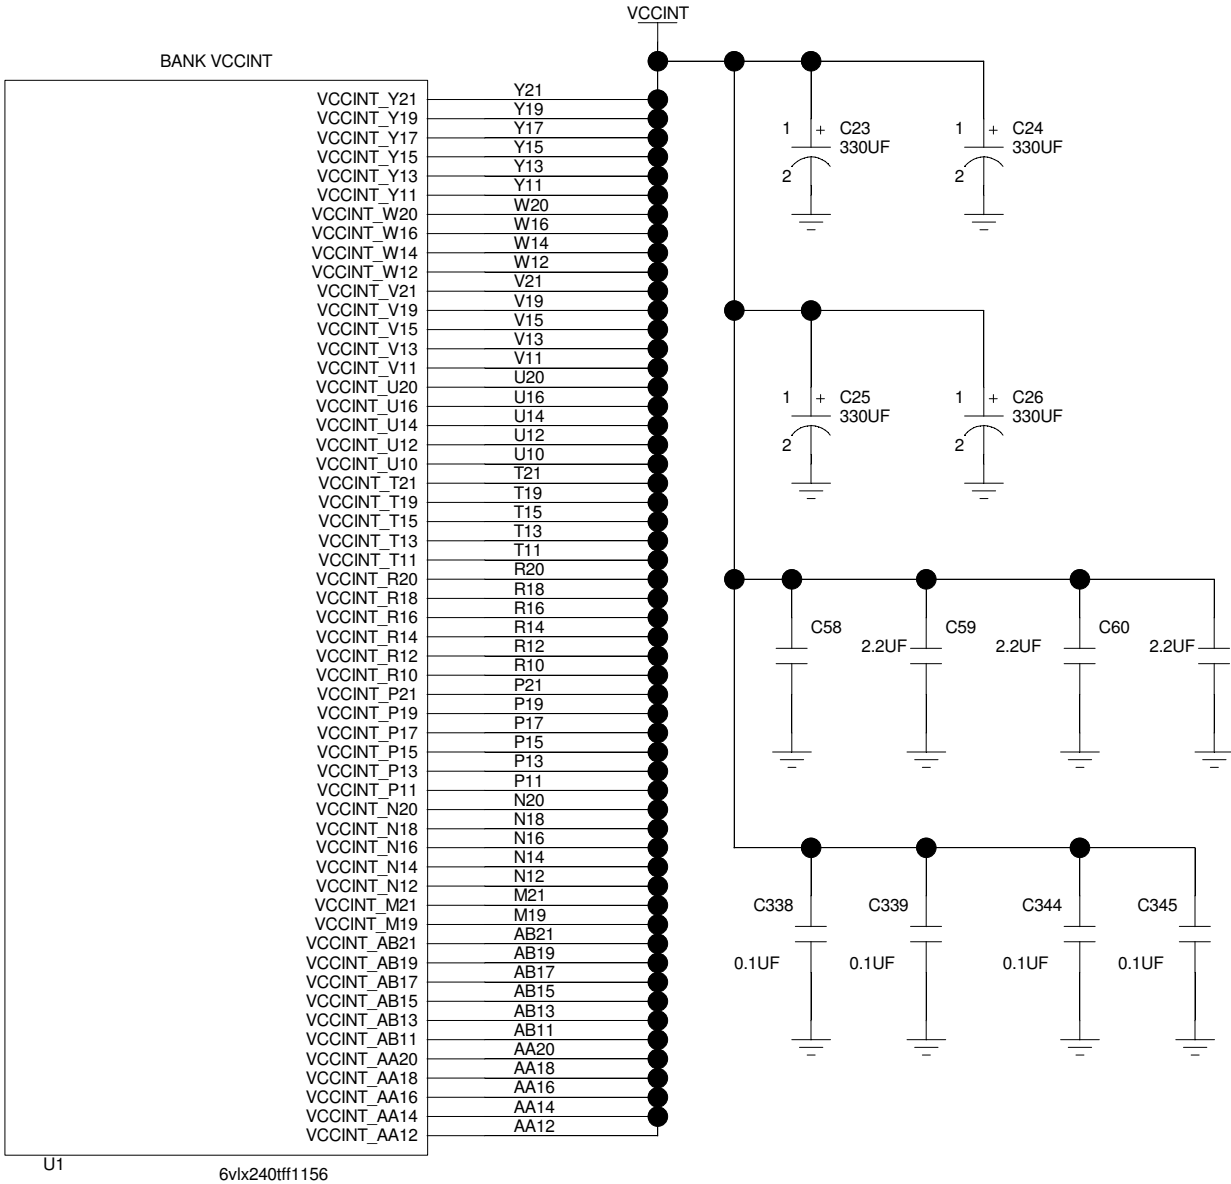 VCCINT
BANK VCCINT
VCCINT_Y21 Y21
VCCINT_Y19 Y19
VCCINT_Y17 Y17
VCCINT_Y15 Y15
VCCINT_Y13 Y13
VCCINT_Y11 Y11
VCCINT_W20 W20
VCCINT_W16 W16
VCCINT_W14 W14
VCCINT_W12 W12
VCCINT_V21 V21
VCCINT_V19 V19
VCCINT_V15 V15
VCCINT_V13 V13
VCCINT_V11 V11
VCCINT_U20 U20
VCCINT_U16 U16
VCCINT_U14 U14
VCCINT_U12 U12
VCCINT_U10 U10
VCCINT_T21 T21
VCCINT_T19 T19
VCCINT_T15 T15
VCCINT_T13 T13
VCCINT_T11 T11
VCCINT_R20 R20
VCCINT_R18 R18
VCCINT_R16 R16
VCCINT_R14 R14
VCCINT_R12 R12
VCCINT_R10 R10
VCCINT_P21 P21
VCCINT_P19 P19
VCCINT_P17 P17
VCCINT_P15 P15
VCCINT_P13 P13
VCCINT_P11 P11
VCCINT_N20 N20
VCCINT_N18 N18
VCCINT_N16 N16
VCCINT_N14 N14
VCCINT_N12 N12
VCCINT_M21 M21
VCCINT_M19 M19
VCCINT_AB21 AB21
VCCINT_AB19 AB19
VCCINT_AB17 AB17
VCCINT_AB15 AB15
VCCINT_AB13 AB13
VCCINT_AB11 AB11
VCCINT_AA20 AA20
VCCINT_AA18 AA18
VCCINT_AA16 AA16
VCCINT_AA14 AA14
VCCINT_AA12 AA12
U1
6vlx240tff1156
1 + C23
330UF
2
1 + C24
330UF
2
1 + C25
330UF
2
1 + C26
330UF
2
C58 C59 C60
2.2UF 2.2UF 2.2UF
C338 C339 C344 C345
0.1UF 0.1UF 0.1UF 0.1UF